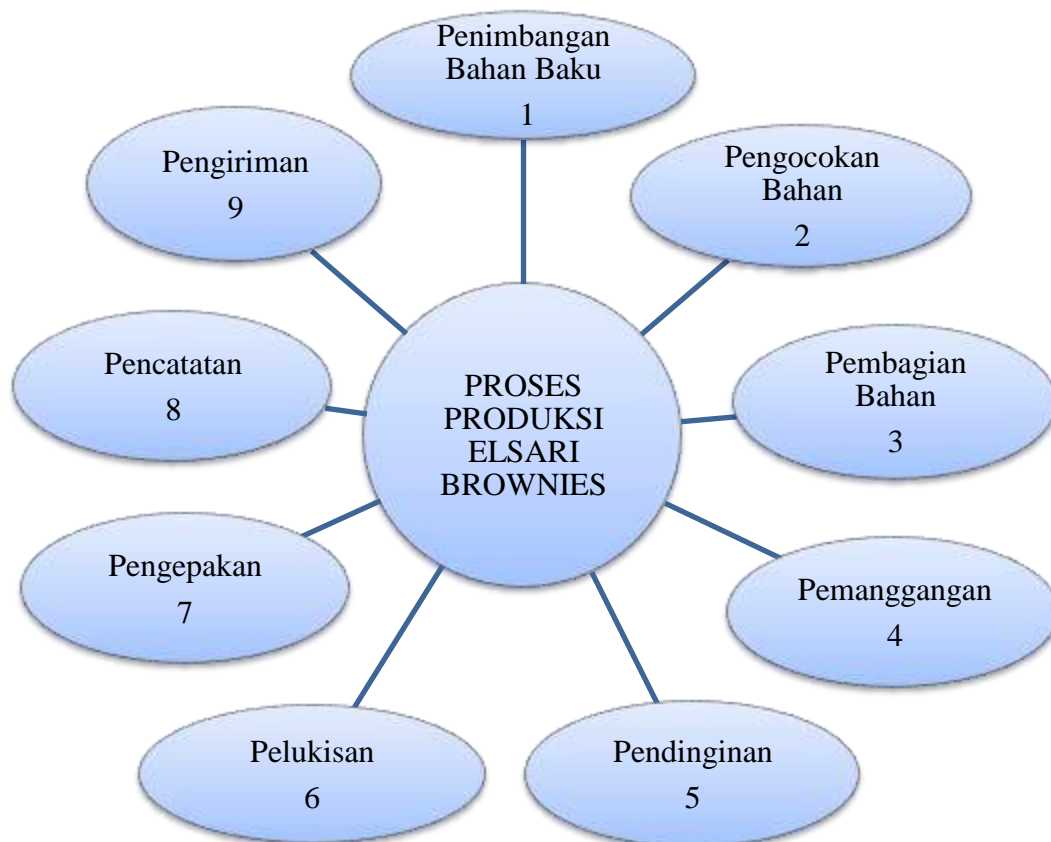 Penimbangan
Bahan Baku
1
Pengocokan
Bahan
2
Pembagian
Bahan
3
Pemanggangan
4
Pendinginan
5
Pelukisan
6
Pengepakan
7
Pencatatan
8
Pengiriman
9
PROSES
PRODUKSI
ELSARI
BROWNIES